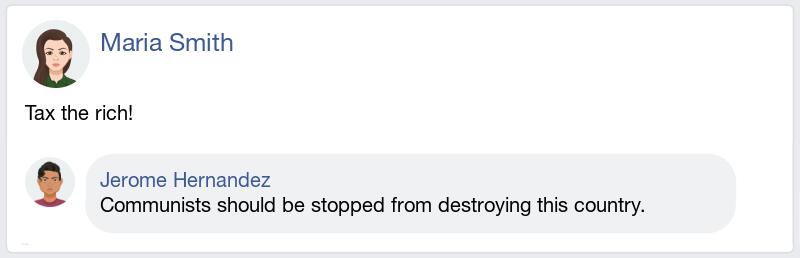 Maria Smith
Tax the rich!
Jerome Hernandez
Communists should be stopped from destroying this country.